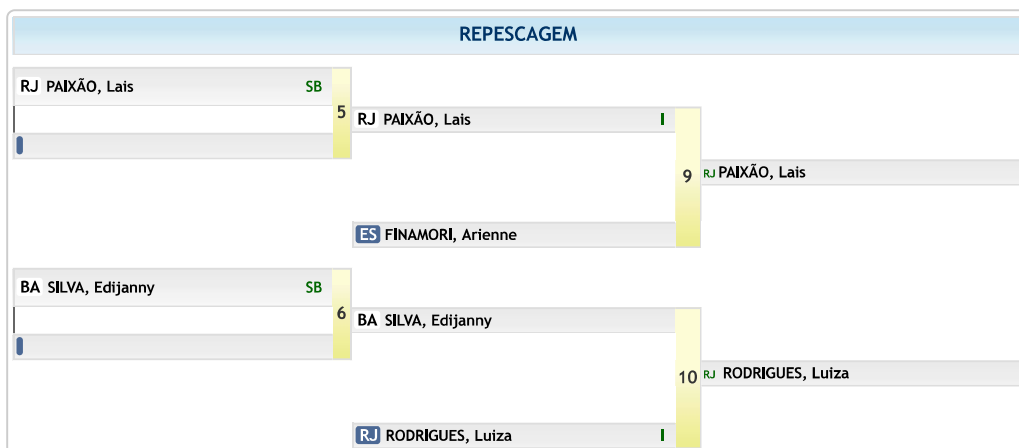 REPESCAGEM
RJ PAIXÃO, Lais SB
5
RJ PAIXÃO, Lais I
9
RJ PAIXÃO, Lais
ES FINAMORI, Arienne
BA SILVA, Edijanny SB
6
BA SILVA, Edijanny
10
RJ RODRIGUES, Luiza
RJ RODRIGUES, Luiza I